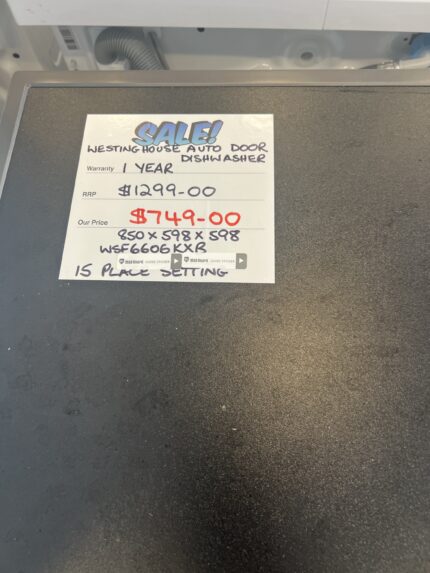 SALE!
WESTINGHOUSE AUTO DOOR
DISHWASHER
Warranty 1 YEAR
RRP $1299-00
Our Price $749-00
850 x 598 x 598
WSF6606KXR
15 PLACE SETTING